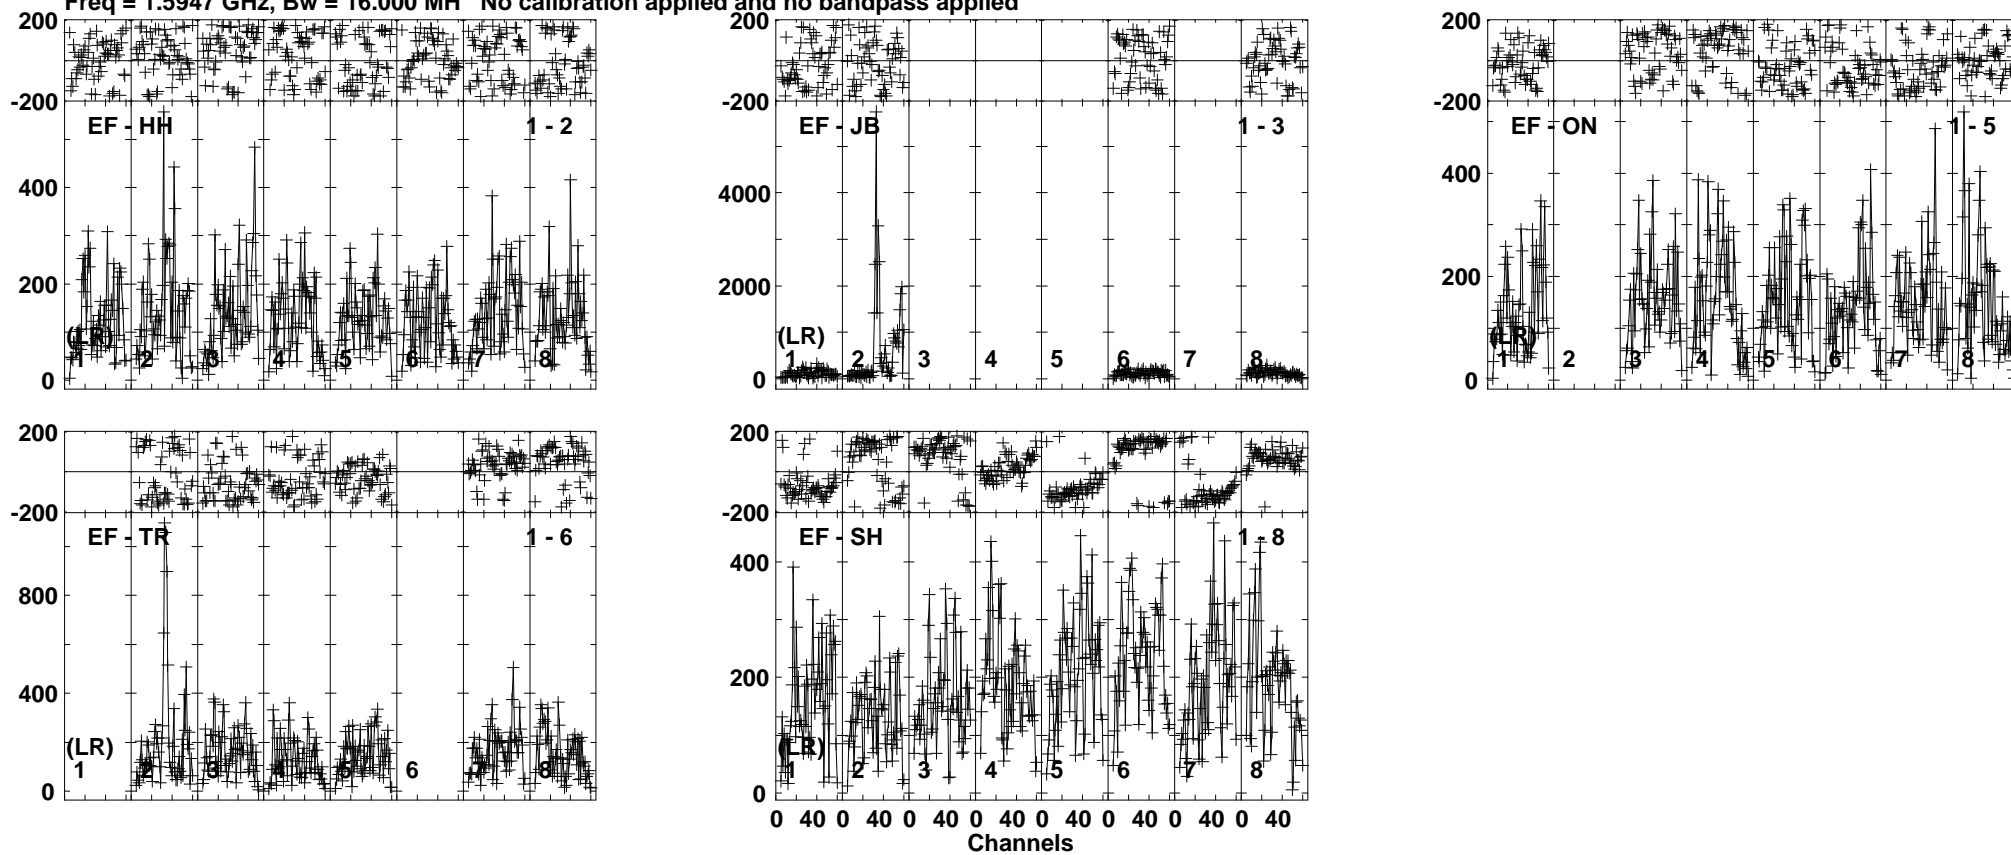 Freq = 1.5947 GHz, Bw = 16.000 MH No calibration applied and no bandpass applied
200
-200
EF - HH 1 - 2
400
200
0
(LR)
1 2 3 4 5 6 7 8
200
-200
EF - JB 1 - 3
4000
2000
0
(LR)
1 2 3 4 5 6 7 8
200
-200
EF - ON 1 - 5
400
200
0
(LR)
1 2 3 4 5 6 7 8
200
-200
EF - TR 1 - 6
800
400
0
(LR)
1 2 3 4 5 6 7 8
200
-200
EF - SH 1 - 8
400
200
0
(LR)
1 2 3 4 5 6 7 8
0 40 0 40 0 40 0 40 0 40 0 40 0 40 0 40
Channels